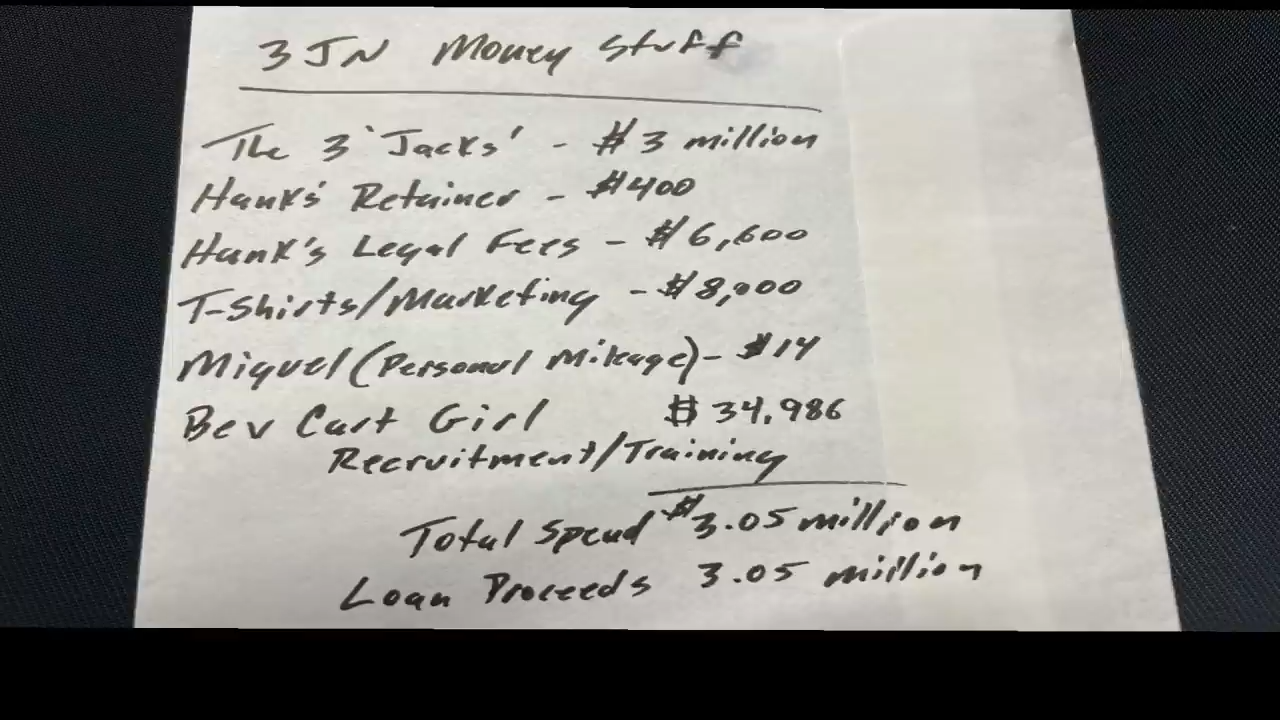 3 JN Money Stuff
The 3 'Jacks' - $3 million
Hank's Retainer - $400
Hank's Legal Fees - $6,600
T-Shirts/Marketing - $8,000
Miguel (Personal Mileage) - $14
Bev Cart Girl $34,986
Recruitment/Training
Total Spend $3.05 million
Loan Proceeds 3.05 million